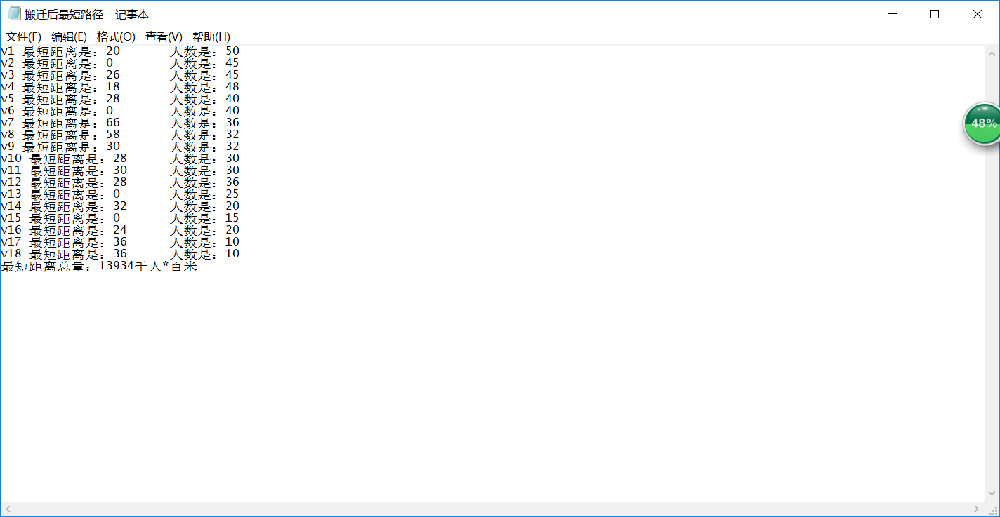 搬迁后最短路径 - 记事本
文件(F) 编辑(E) 格式(O) 查看(V) 帮助(H)
v1 最短距离是：20 人数是：50
v2 最短距离是：0 人数是：45
v3 最短距离是：26 人数是：45
v4 最短距离是：18 人数是：48
v5 最短距离是：28 人数是：40
v6 最短距离是：0 人数是：40
v7 最短距离是：66 人数是：36
v8 最短距离是：58 人数是：32
v9 最短距离是：30 人数是：32
v10 最短距离是：28 人数是：30
v11 最短距离是：30 人数是：30
v12 最短距离是：28 人数是：36
v13 最短距离是：0 人数是：25
v14 最短距离是：32 人数是：20
v15 最短距离是：0 人数是：15
v16 最短距离是：24 人数是：20
v17 最短距离是：36 人数是：10
v18 最短距离是：36 人数是：10
最短距离总量：13934千人*百米
48%